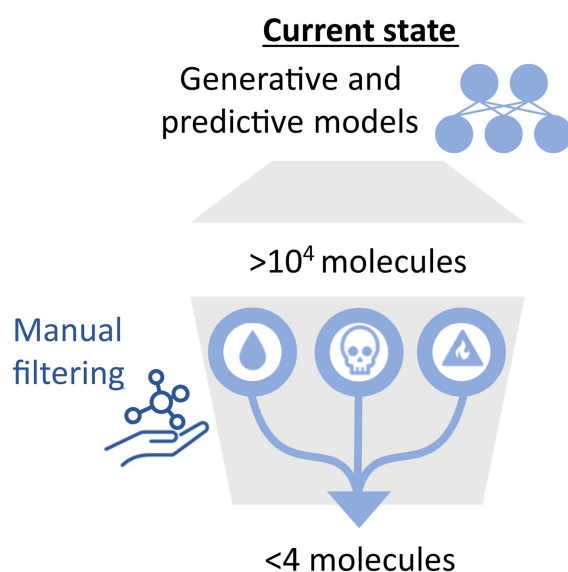 Current state
Generative and
predictive models
>10⁴ molecules
Manual
filtering
<4 molecules